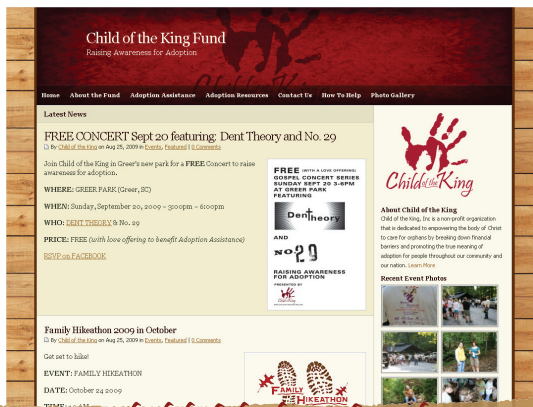 Child of the King Fund
Raising Awareness for Adoption
Child of the King
Home About the Fund Adoption Assistance Adoption Resources Contact Us How To Help Photo Gallery
Latest News
FREE CONCERT Sept 20 featuring: Dent Theory and No. 29
By Child of the King on Aug 25, 2009 in Events, Featured | 0 Comments
Join Child of the King in Greer's new park for a FREE Concert to raise
awareness for adoption.
WHERE: GREER PARK (Greer, SC)
WHEN: Sunday, September 20, 2009 – 3:00pm – 6:00pm
WHO: DENT THEORY & No. 29
PRICE: FREE (with love offering to benefit Adoption Assistance)
RSVP on FACEBOOK
FREE (WITH A LOVE OFFERING)
GOSPEL CONCERT SERIES
SUNDAY SEPT 20 3-6PM
AT GREER PARK
FEATURING
Dentheory
AND
NO 29
RAISING AWARENESS
FOR ADOPTION
PRESENTED BY
Family Hikeathon 2009 in October
By Child of the King on Aug 25, 2009 in Events, Featured | 0 Comments
Get set to hike!
EVENT: FAMILY HIKEATHON
DATE: October 24 2009
FAMILY
HIKEATHON
Child of the King
About Child of the King
Child of the King, Inc is a non-profit organization
that is dedicated to empowering the body of Christ
to care for orphans by breaking down financial
barriers and promoting the true meaning of
adoption for people throughout our community and
our nation. Learn More
Recent Event Photos